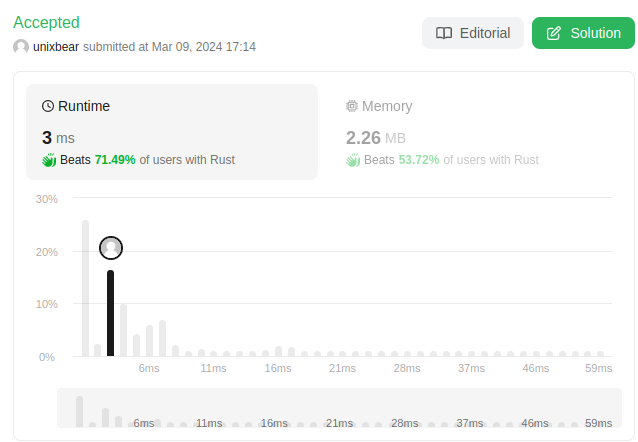 Accepted
unixbear submitted at Mar 09, 2024 17:14
Editorial
Solution
Runtime
3 ms
Beats 71.49% of users with Rust
Memory
2.26 MB
Beats 53.72% of users with Rust
30%
20%
10%
0%
6ms 11ms 16ms 21ms 28ms 37ms 46ms 59ms
6ms 11ms 16ms 21ms 28ms 37ms 46ms 59ms